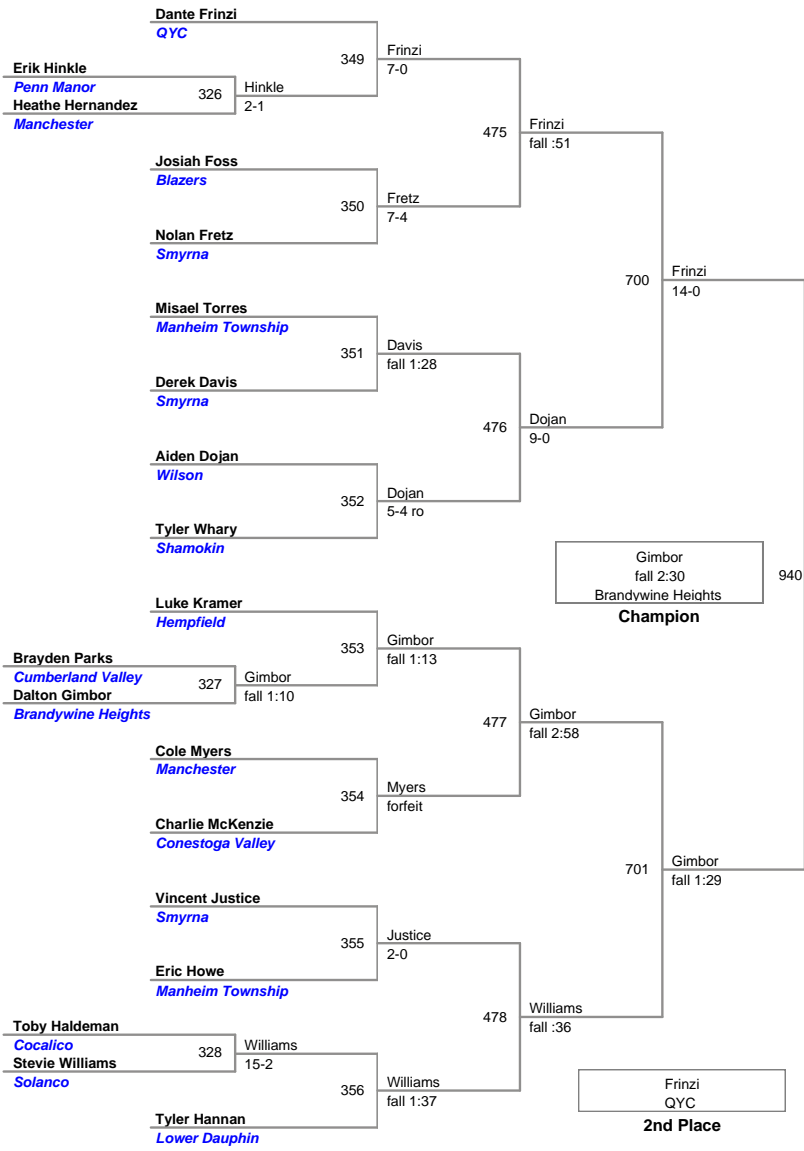 Dante Frinzi
QYC
349
Frinzi
7-0
Erik Hinkle
Penn Manor
326
Hinkle
2-1
Heathe Hernandez
Manchester
475
Frinzi
fall :51
Josiah Foss
Blazers
350
Fretz
7-4
Nolan Fretz
Smyrna
700
Frinzi
14-0
Misael Torres
Manheim Township
351
Davis
fall 1:28
Derek Davis
Smyrna
476
Dojan
9-0
Aiden Dojan
Wilson
352
Dojan
5-4 ro
Tyler Whary
Shamokin
Gimbor
fall 2:30
Brandywine Heights
940
Champion
Luke Kramer
Hempfield
353
Gimbor
fall 1:13
Brayden Parks
Cumberland Valley
327
Gimbor
fall 1:10
Dalton Gimbor
Brandywine Heights
477
Gimbor
fall 2:58
Cole Myers
Manchester
354
Myers
forfeit
Charlie McKenzie
Conestoga Valley
701
Gimbor
fall 1:29
Vincent Justice
Smyrna
355
Justice
2-0
Eric Howe
Manheim Township
478
Williams
fall :36
Toby Haldeman
Cocalico
328
Williams
15-2
Stevie Williams
Solanco
356
Williams
fall 1:37
Tyler Hannan
Lower Dauphin
Frinzi
QYC
2nd Place